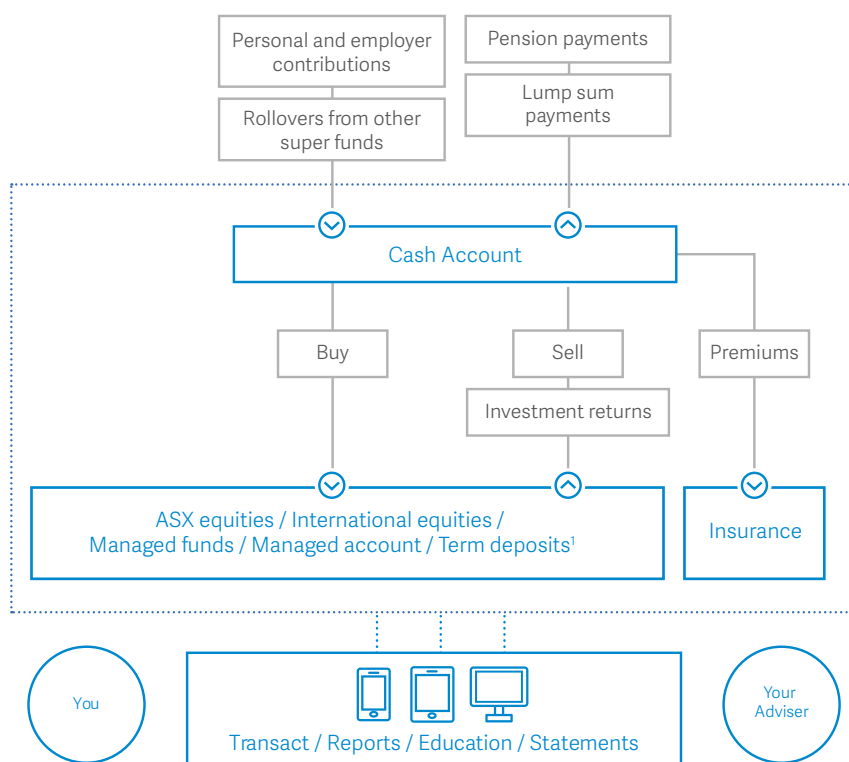 Personal and employer
contributions
Pension payments
Rollovers from other
super funds
Lump sum
payments
Cash Account
Buy
Sell
Premiums
Investment returns
ASX equities / International equities /
Managed funds / Managed account / Term deposits¹
Insurance
You
Your
Adviser
Transact / Reports / Education / Statements